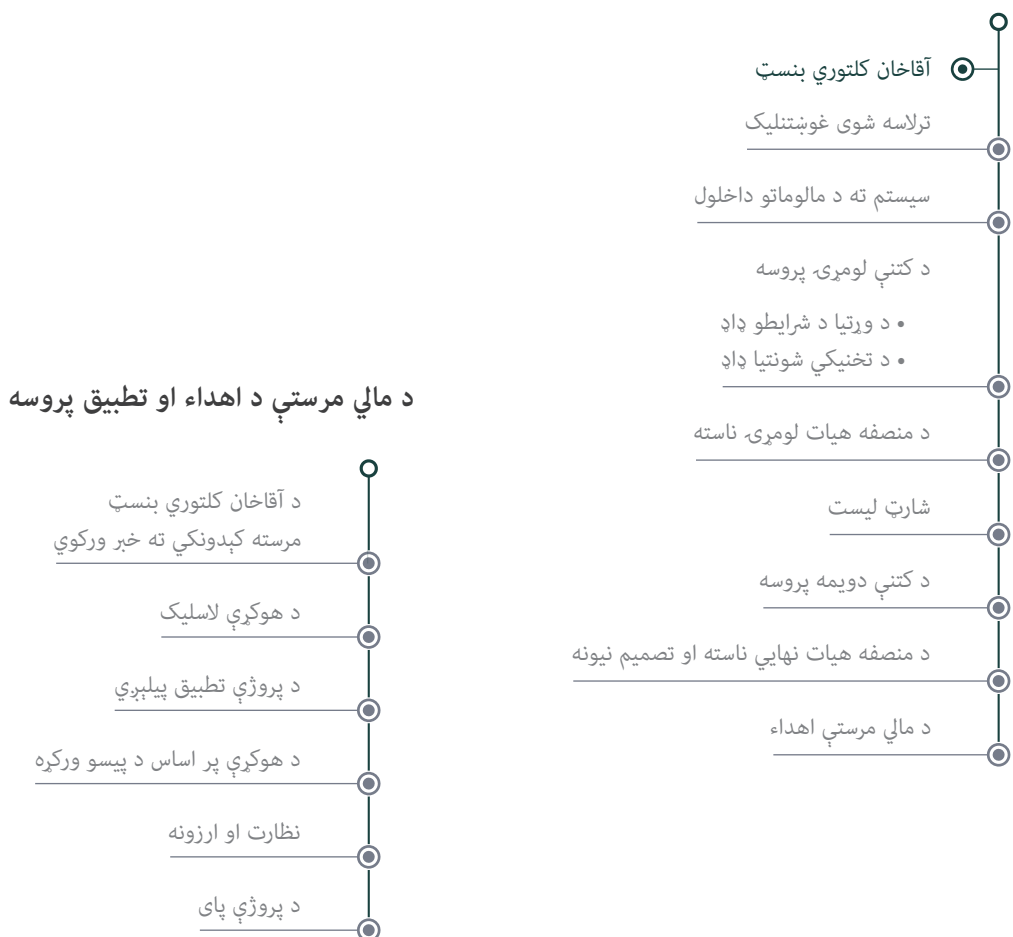 آقاخان کلتوري بنسټ
ترلاسه شوی غوښتنلیک
سیستم ته د مالوماتو داخلول
د کتنې لومړۍ پروسه
• د وړتیا د شرایطو ډاډ
• د تخنیکي شونتیا ډاډ
د منصفه هیات لومړۍ ناسته
شارټ لیست
د کتنې دویمه پروسه
د منصفه هیات نهایي ناسته او تصمیم نیونه
د مالي مرستې اهداء
د مالي مرستې د اهداء او تطبیق پروسه
د آقاخان کلتوري بنسټ
مرسته کېدونکي ته خبر ورکوي
د هوکړې لاسلیک
د پروژې تطبیق پیلېږي
د هوکړې پر اساس د پیسو ورکړه
نظارت او ارزونه
د پروژې پای